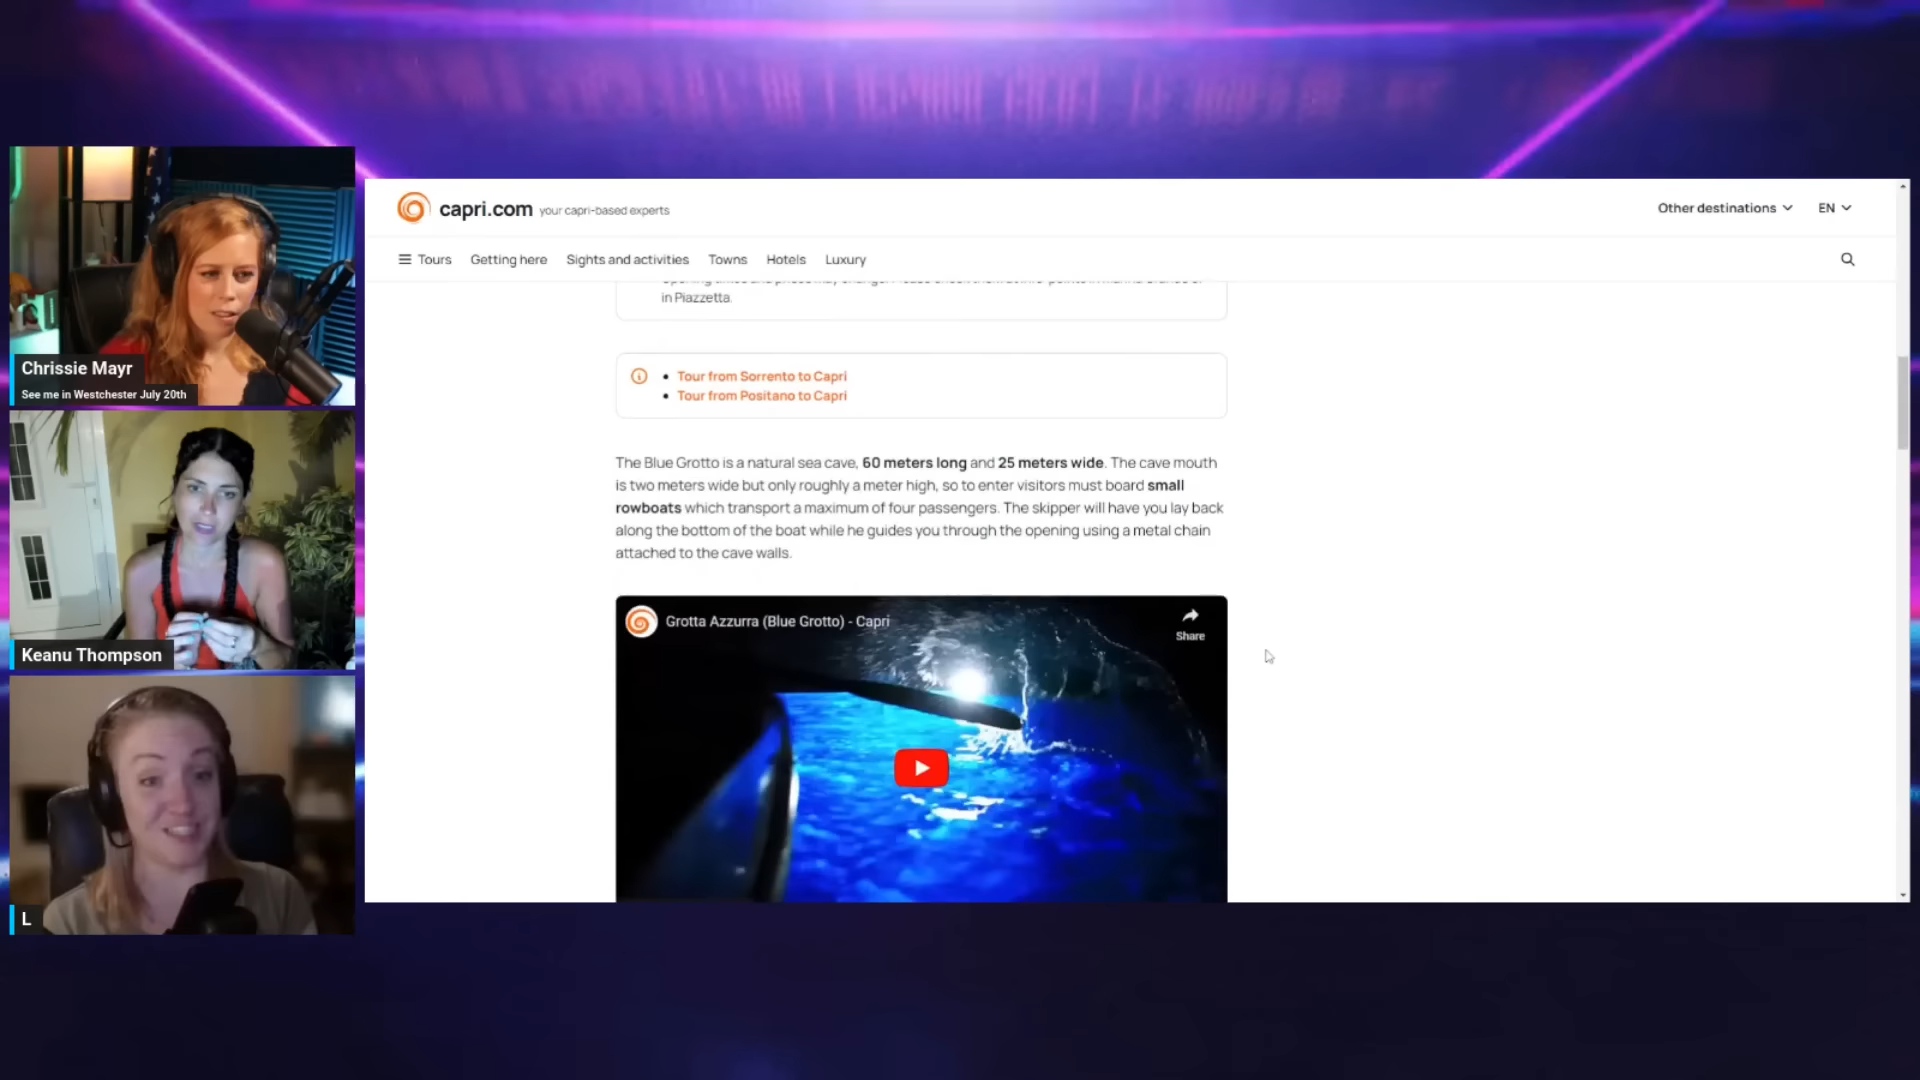 capri.com your capri-based experts
Other destinations
EN
Tours
Getting here
Sights and activities
Towns
Hotels
Luxury
in Piazzetta.
Tour from Sorrento to Capri
Tour from Positano to Capri
The Blue Grotto is a natural sea cave, 60 meters long and 25 meters wide. The cave mouth
is two meters wide but only roughly a meter high, so to enter visitors must board small
rowboats which transport a maximum of four passengers. The skipper will have you lay back
along the bottom of the boat while he guides you through the opening using a metal chain
attached to the cave walls.
Grotta Azzurra (Blue Grotto) - Capri
Share
Chrissie Mayr
See me in Westchester July 20th
Keanu Thompson
L